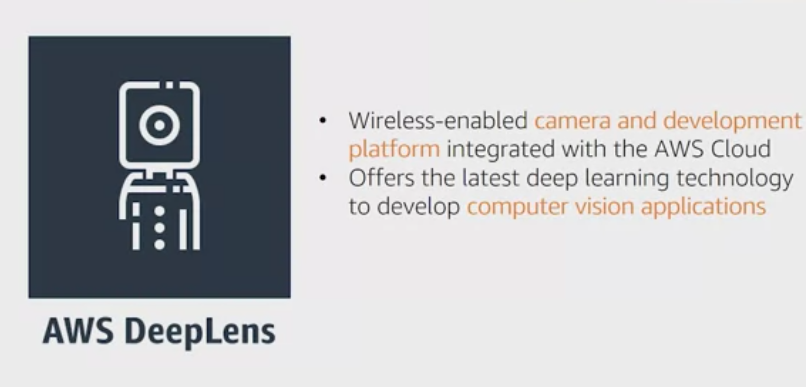 • Wireless-enabled camera and development
platform integrated with the AWS Cloud
• Offers the latest deep learning technology
to develop computer vision applications
AWS DeepLens